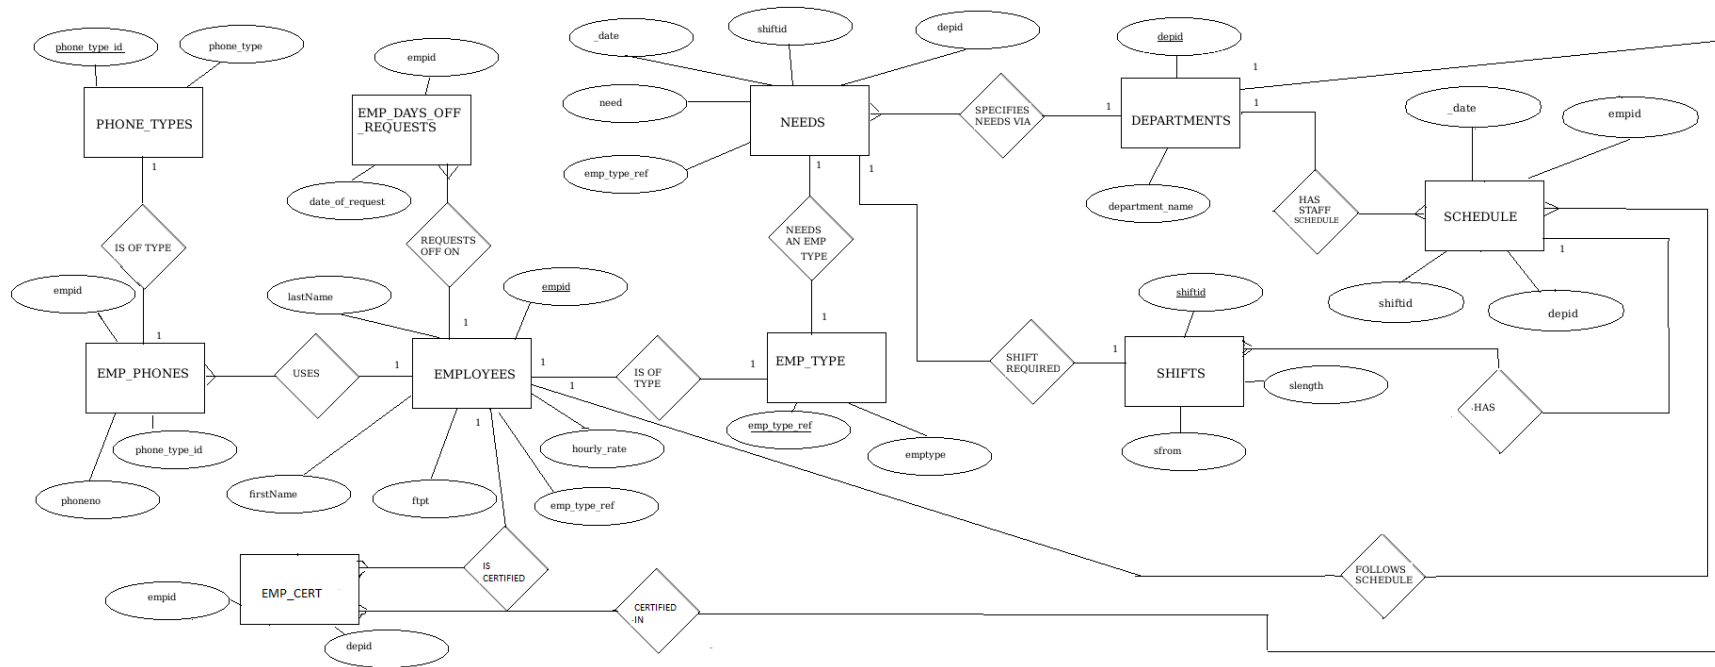 phone_type_id
phone_type
empid
_date
shiftid
depid
depid
1
PHONE_TYPES
EMP_DAYS_OFF
_REQUESTS
need
NEEDS
SPECIFIES
NEEDS VIA
1
DEPARTMENTS
1
_date
empid
1
date_of_request
emp_type_ref
1
1
department_name
HAS
STAFF
SCHEDULE
SCHEDULE
IS OF TYPE
REQUESTS
OFF ON
NEEDS
AN EMP
TYPE
1
empid
lastName
empid
shiftid
shiftid
depid
1
1
1
EMP_PHONES
USES
1
EMPLOYEES
1
1
IS OF
TYPE
1
EMP_TYPE
SHIFT
REQUIRED
1
SHIFTS
slength
HAS
phone_type_id
1
hourly_rate
emp_type_ref
emptype
sfrom
phoneno
firstName
ftpt
emp_type_ref
IS
CERTIFIED
FOLLOWS
SCHEDULE
empid
EMP_CERT
CERTIFIED
IN
depid